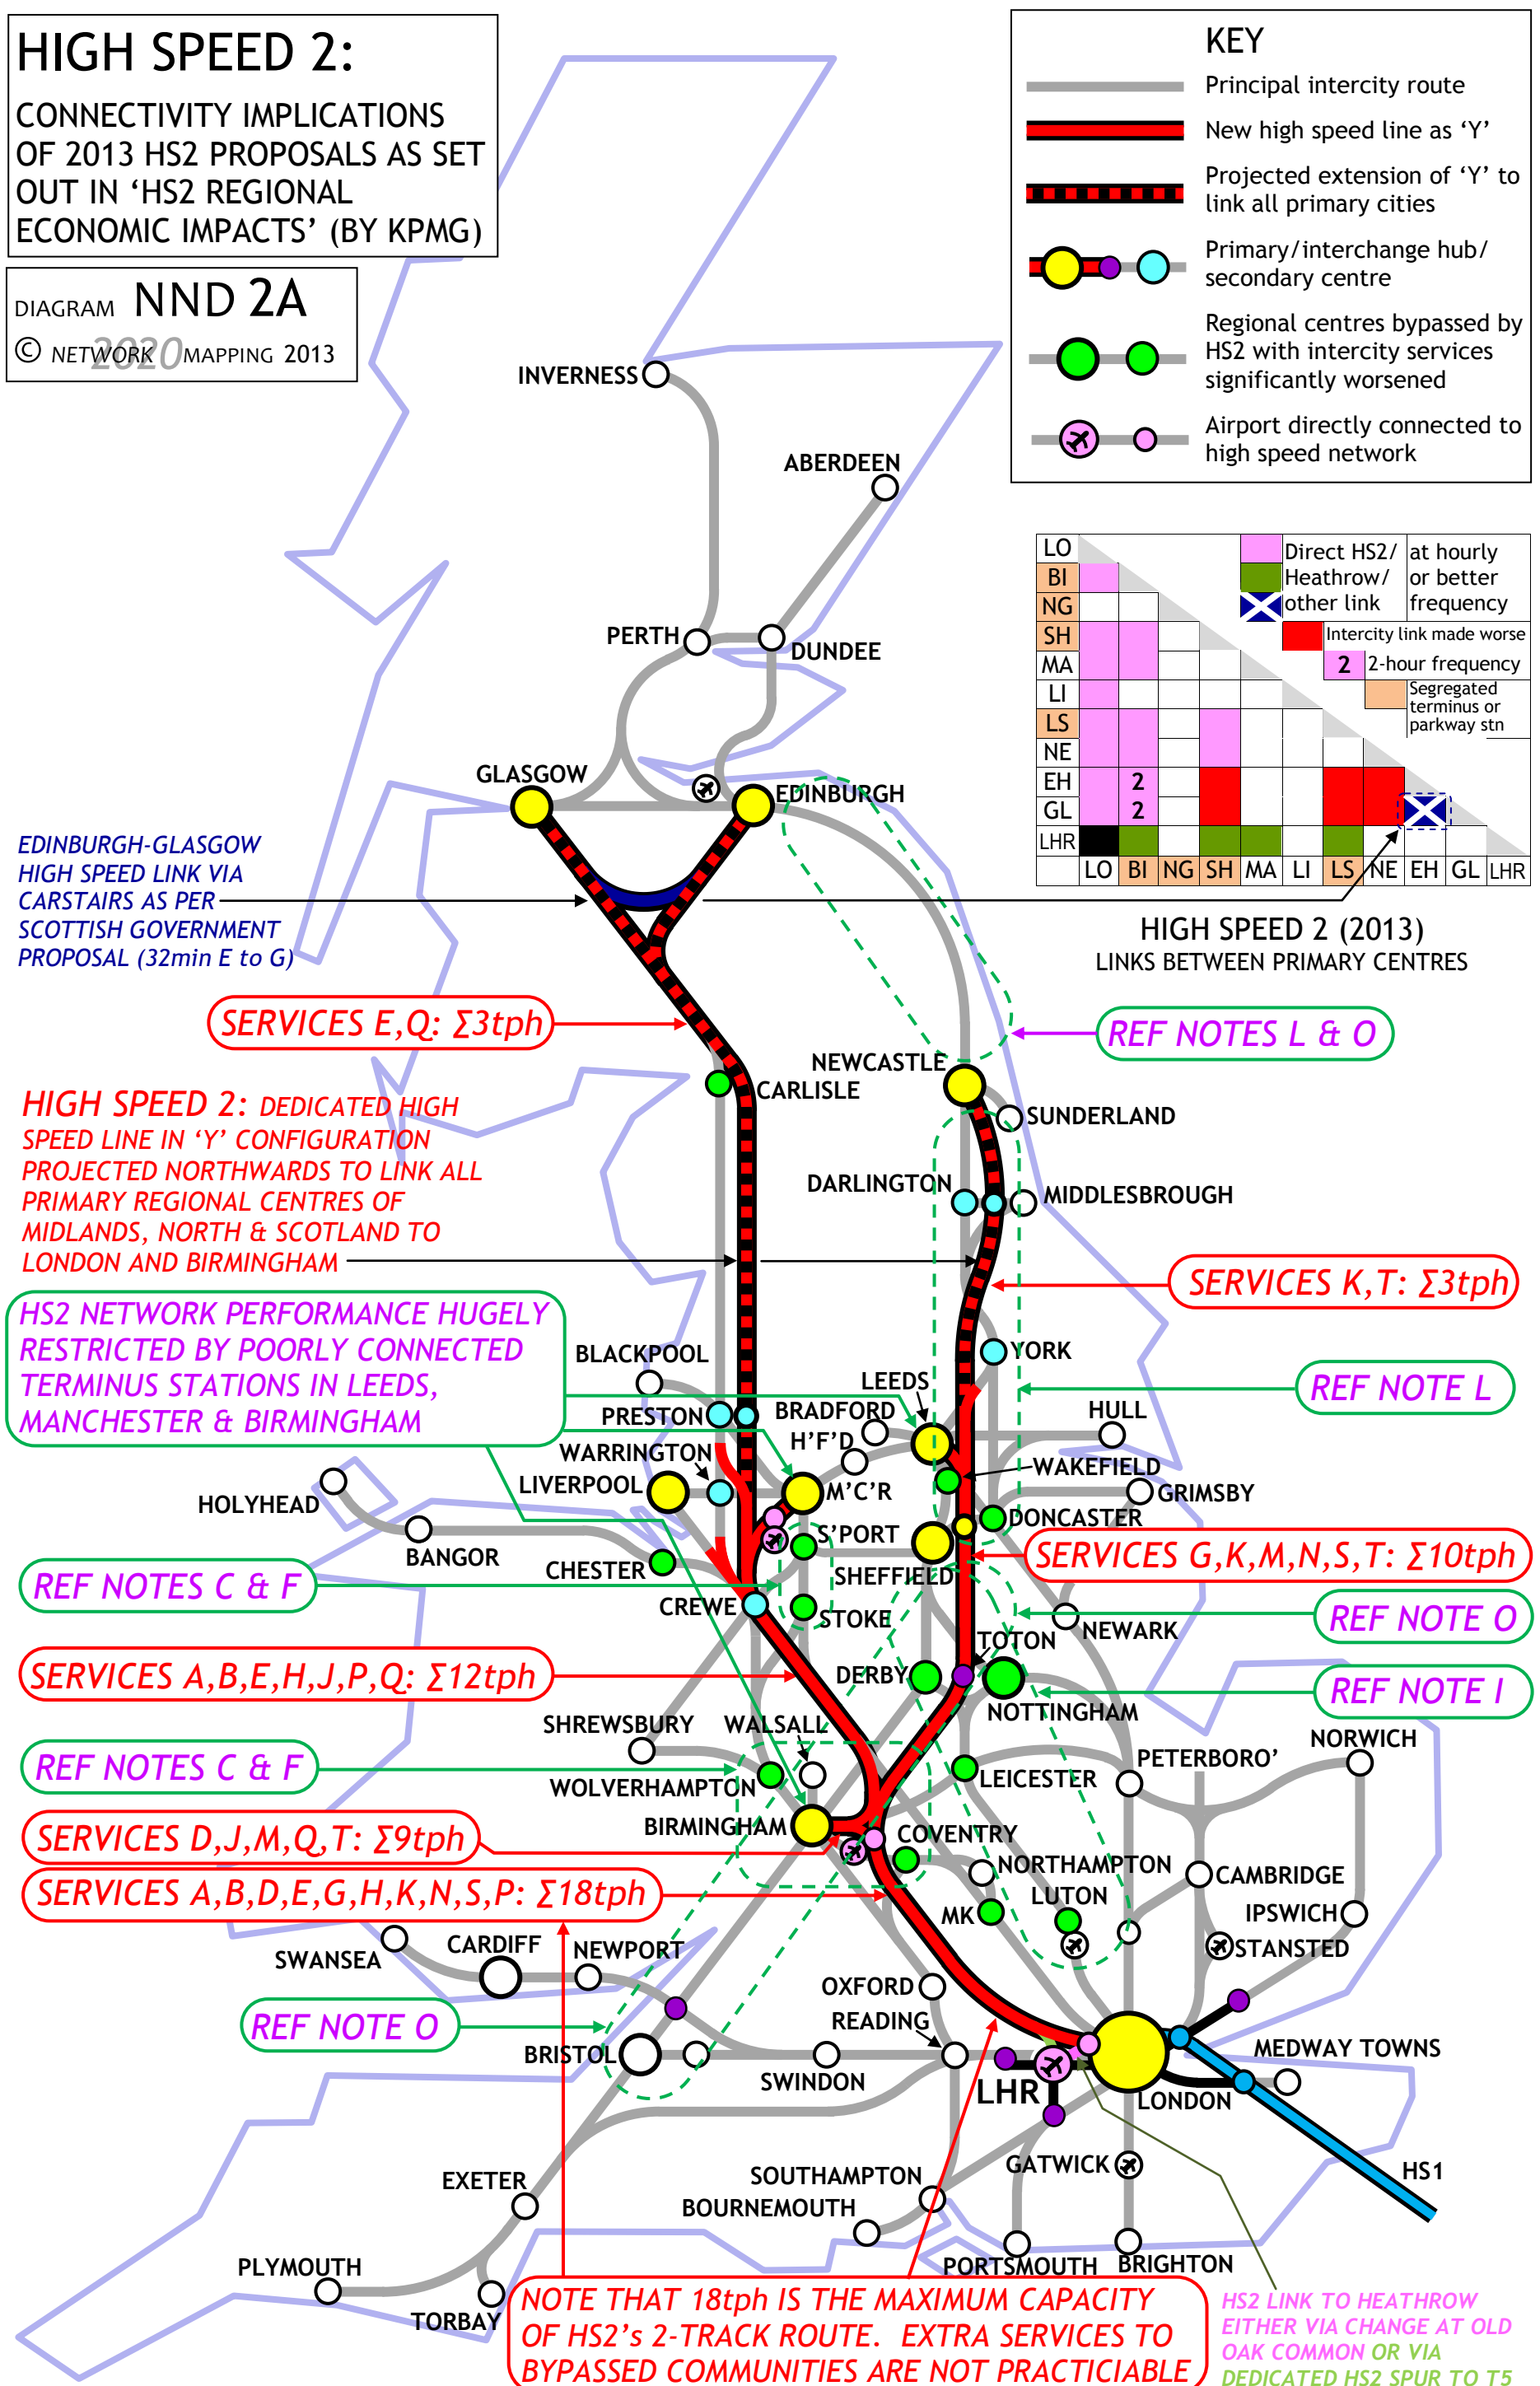 HIGH SPEED 2:
CONNECTIVITY IMPLICATIONS
OF 2013 HS2 PROPOSALS AS SET
OUT IN ‘HS2 REGIONAL
ECONOMIC IMPACTS’ (BY KPMG)
DIAGRAM NND 2A
© NETWORK 2020 MAPPING 2013
KEY
Principal intercity route
New high speed line as ‘Y’
Projected extension of ‘Y’ to
link all primary cities
Primary/interchange hub/
secondary centre
Regional centres bypassed by
HS2 with intercity services
significantly worsened
Airport directly connected to
high speed network
LO
BI
NG
SH
MA
LI
LS
NE
EH
GL
LHR
Direct HS2/ at hourly
Heathrow/ or better
other link frequency
Intercity link made worse
2 2-hour frequency
Segregated
terminus or
parkway stn
2
2
LO BI NG SH MA LI LS NE EH GL LHR
HIGH SPEED 2 (2013)
LINKS BETWEEN PRIMARY CENTRES
INVERNESS
ABERDEEN
PERTH
DUNDEE
GLASGOW
EDINBURGH
EDINBURGH-GLASGOW
HIGH SPEED LINK VIA
CARSTAIRS AS PER
SCOTTISH GOVERNMENT
PROPOSAL (32min E to G)
SERVICES E,Q: Σ3tph
REF NOTES L & O
NEWCASTLE
CARLISLE
SUNDERLAND
HIGH SPEED 2: DEDICATED HIGH
SPEED LINE IN ‘Y’ CONFIGURATION
PROJECTED NORTHWARDS TO LINK ALL
PRIMARY REGIONAL CENTRES OF
MIDLANDS, NORTH & SCOTLAND TO
LONDON AND BIRMINGHAM
DARLINGTON
MIDDLESBROUGH
SERVICES K,T: Σ3tph
HS2 NETWORK PERFORMANCE HUGELY
RESTRICTED BY POORLY CONNECTED
TERMINUS STATIONS IN LEEDS,
MANCHESTER & BIRMINGHAM
BLACKPOOL
YORK
LEEDS
REF NOTE L
PRESTON
BRADFORD
HULL
H’F’D
WARRINGTON
WAKEFIELD
LIVERPOOL
M’C’R
GRIMSBY
HOLYHEAD
DONCASTER
S’PORT
BANGOR
CHESTER
SHEFFIELD
SERVICES G,K,M,N,S,T: Σ10tph
REF NOTES C & F
CREWE
STOKE
NEWARK
REF NOTE O
TOTON
SERVICES A,B,E,H,J,P,Q: Σ12tph
DERBY
REF NOTE I
NOTTINGHAM
SHREWSBURY
WALSALL
NORWICH
REF NOTES C & F
WOLVERHAMPTON
LEICESTER
PETERBORO’
BIRMINGHAM
SERVICES D,J,M,Q,T: Σ9tph
COVENTRY
NORTHAMPTON
CAMBRIDGE
SERVICES A,B,D,E,G,H,K,N,S,P: Σ18tph
LUTON
MK
IPSWICH
STANSTED
SWANSEA
CARDIFF
NEWPORT
OXFORD
READING
REF NOTE O
BRISTOL
SWINDON
LHR
LONDON
MEDWAY TOWNS
HS1
GATWICK
EXETER
SOUTHAMPTON
BOURNEMOUTH
PORTSMOUTH
BRIGHTON
PLYMOUTH
TORBAY
NOTE THAT 18tph IS THE MAXIMUM CAPACITY
OF HS2’s 2-TRACK ROUTE. EXTRA SERVICES TO
BYPASSED COMMUNITIES ARE NOT PRACTICIABLE
HS2 LINK TO HEATHROW
EITHER VIA CHANGE AT OLD
OAK COMMON OR VIA
DEDICATED HS2 SPUR TO T5